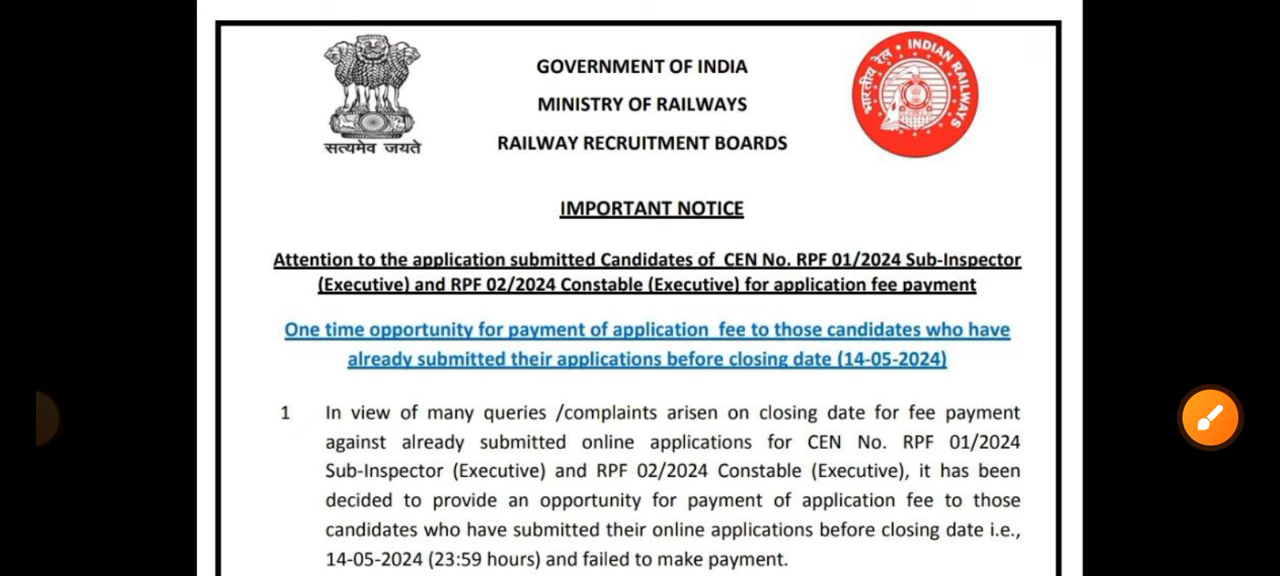 GOVERNMENT OF INDIA
MINISTRY OF RAILWAYS
RAILWAY RECRUITMENT BOARDS
सत्यमेव जयते
भारतीय रेल • INDIAN RAILWAYS
IMPORTANT NOTICE
Attention to the application submitted Candidates of CEN No. RPF 01/2024 Sub-Inspector
(Executive) and RPF 02/2024 Constable (Executive) for application fee payment
One time opportunity for payment of application fee to those candidates who have
already submitted their applications before closing date (14-05-2024)
1 In view of many queries /complaints arisen on closing date for fee payment
against already submitted online applications for CEN No. RPF 01/2024
Sub-Inspector (Executive) and RPF 02/2024 Constable (Executive), it has been
decided to provide an opportunity for payment of application fee to those
candidates who have submitted their online applications before closing date i.e.,
14-05-2024 (23:59 hours) and failed to make payment.